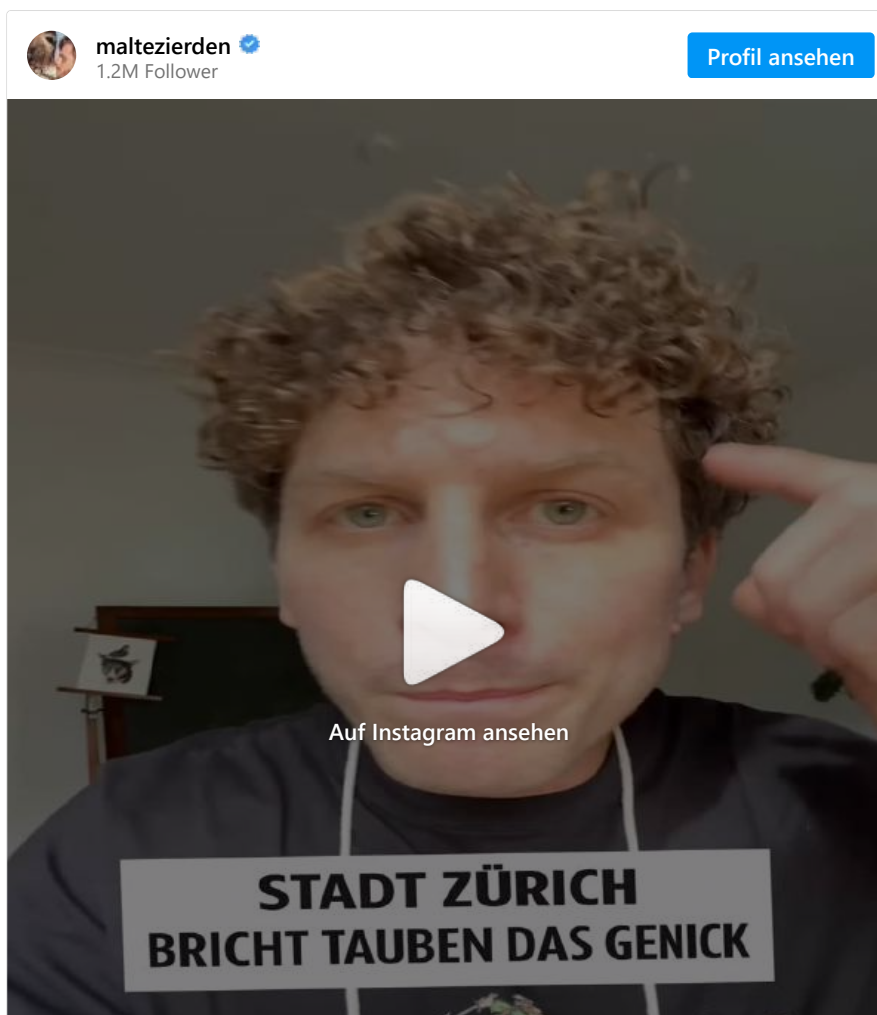 maltezierden
1.2M Follower
Profil ansehen
Auf Instagram ansehen
STADT ZÜRICH
BRICHT TAUBEN DAS GENICK